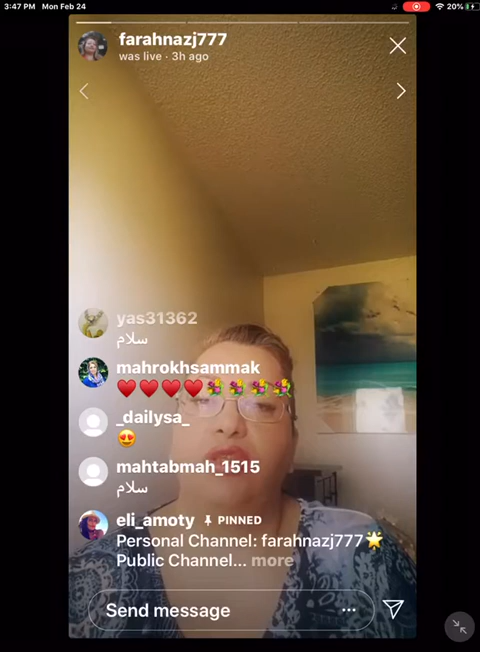 3:47 PM Mon Feb 24
20%
farahnazj777
was live · 3h ago
yas31362
سلام
mahrokhsammak
_dailysa_
mahtabmah_1515
سلام
eli_amoty PINNED
Personal Channel: farahnazj777
Public Channel... more
Send message